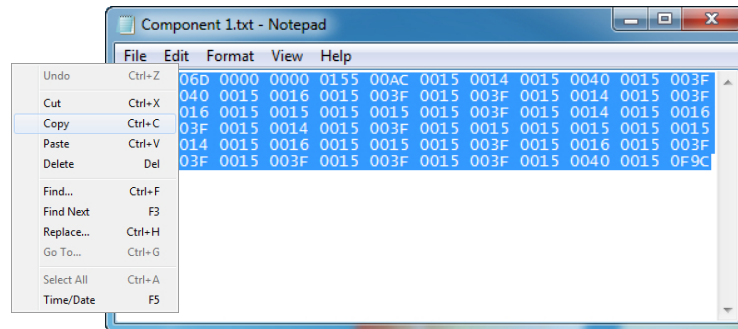 Component 1.txt - Notepad
File Edit Format View Help
Undo Ctrl+Z
Cut Ctrl+X
Copy Ctrl+C
Paste Ctrl+V
Delete Del
Find... Ctrl+F
Find Next F3
Replace... Ctrl+H
Go To... Ctrl+G
Select All Ctrl+A
Time/Date F5
06D 0000 0000 0155 00AC 0015 0014 0015 0040 0015 003F
040 0015 0016 0015 003F 0015 003F 0015 0014 0015 003F
016 0015 0015 0015 0015 003F 0015 0014 0015 0016
03F 0015 0014 0015 003F 0015 0015 0015 0015 0015
014 0015 0016 0015 0015 0015 003F 0015 0016 0015 003F
03F 0015 003F 0015 003F 0015 003F 0015 0040 0015 0F9C